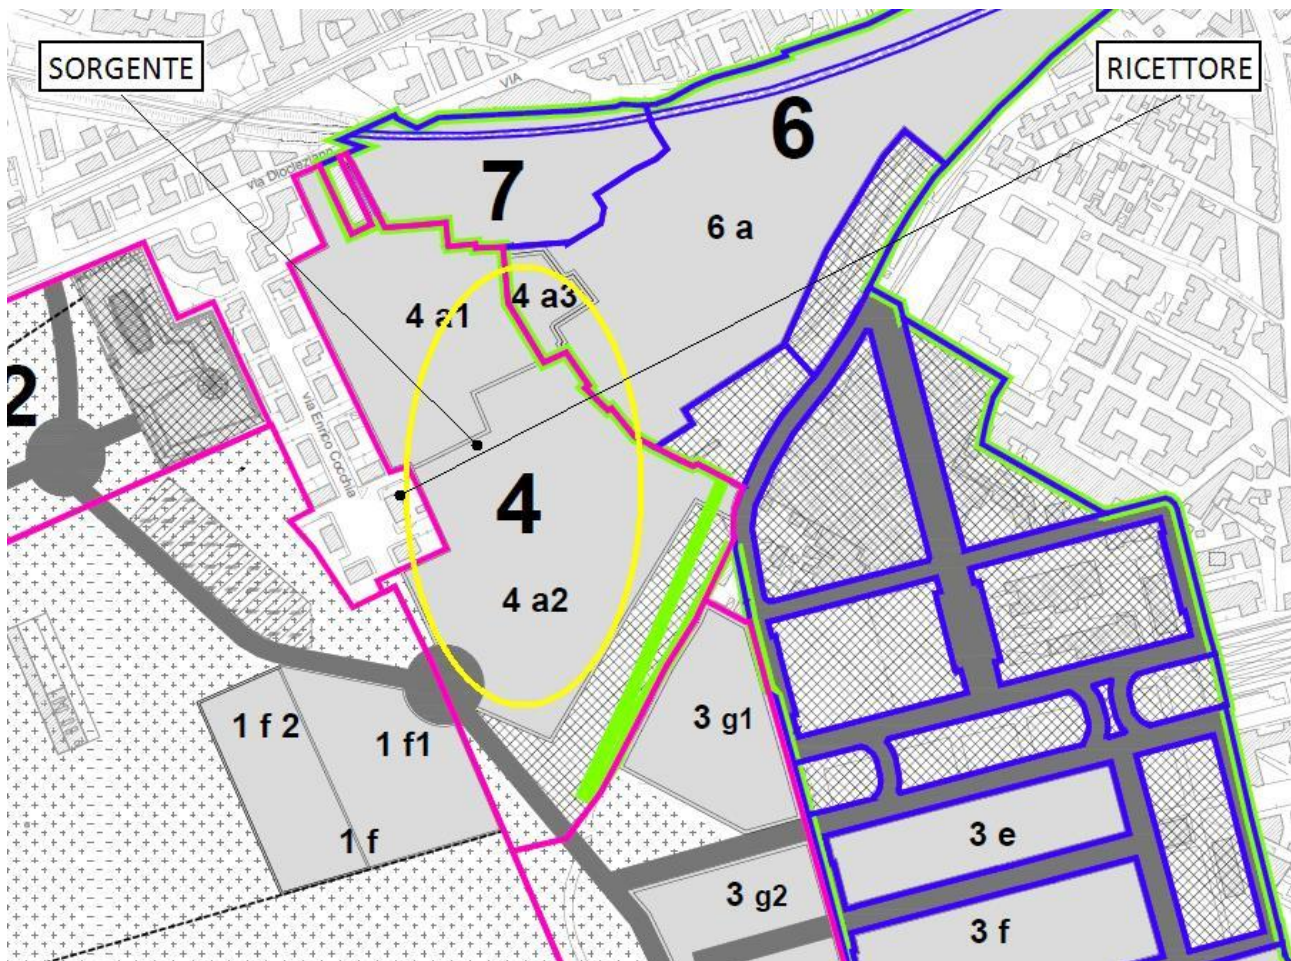 SORGENTE
RICETTORE
VIA
via Diocleziano
7
6
6 a
4 a3
4 a1
2
via Enrico Cocchia
4
4 a2
1 f 2
1 f1
3 g1
1 f
3 e
3 g2
3 f